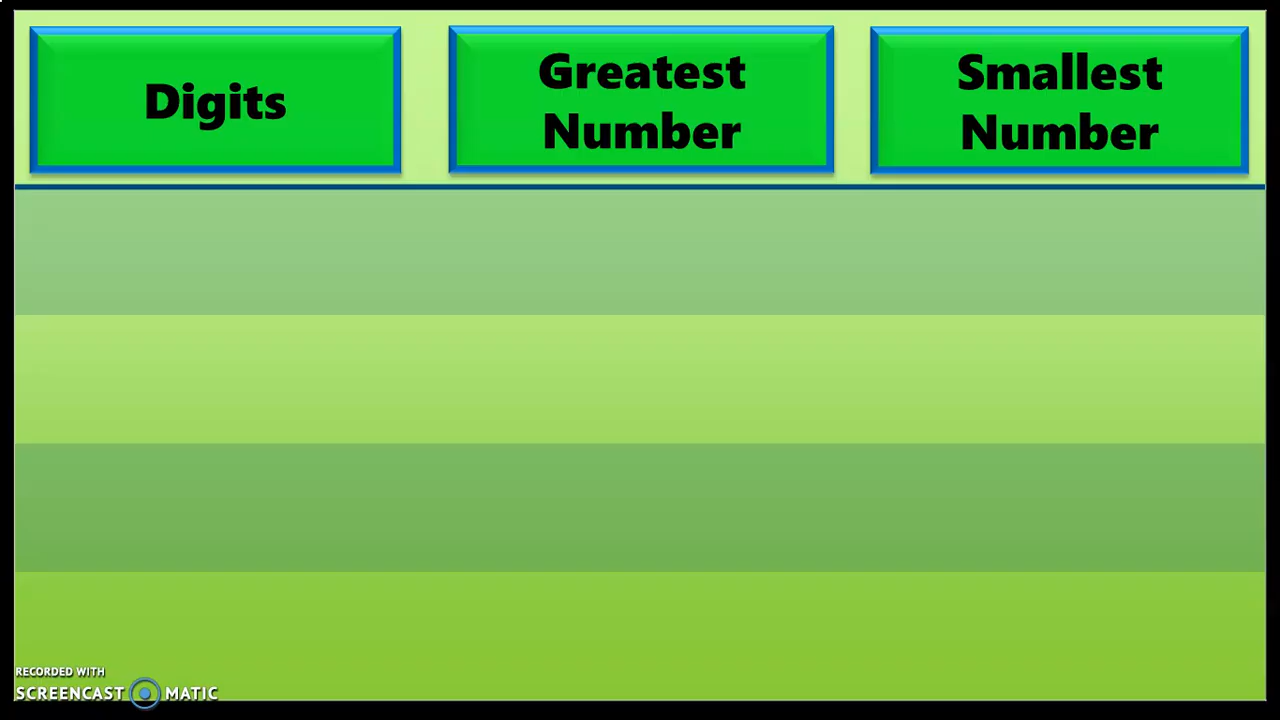 Digits
Greatest
Number
Smallest
Number
RECORDED WITH
SCREENCAST MATIC